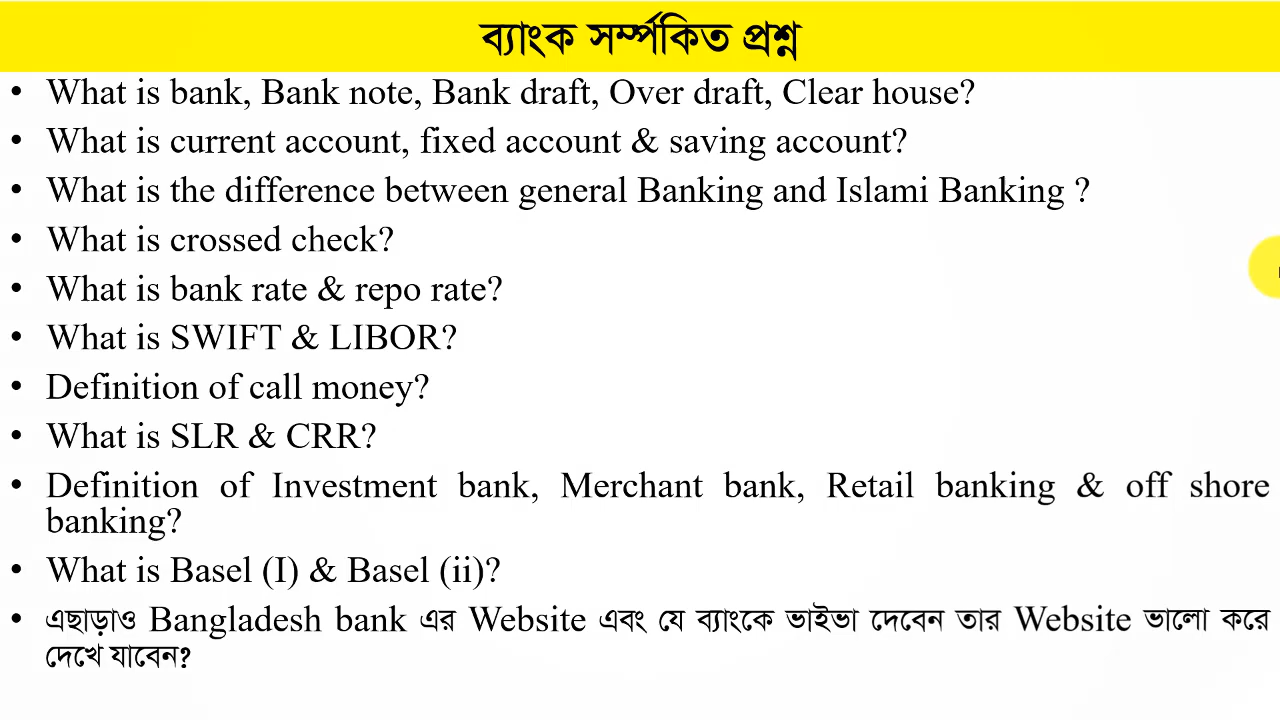 ব্যাংক সর্ম্পকিত প্রশ্ন
• What is bank, Bank note, Bank draft, Over draft, Clear house?
• What is current account, fixed account & saving account?
• What is the difference between general Banking and Islami Banking ?
• What is crossed check?
• What is bank rate & repo rate?
• What is SWIFT & LIBOR?
• Definition of call money?
• What is SLR & CRR?
• Definition of Investment bank, Merchant bank, Retail banking & off shore
banking?
• What is Basel (I) & Basel (ii)?
• এছাড়াও Bangladesh bank এর Website এবং যে ব্যাংকে ভাইভা দেবেন তার Website ভালো করে
দেখে যাবেন?